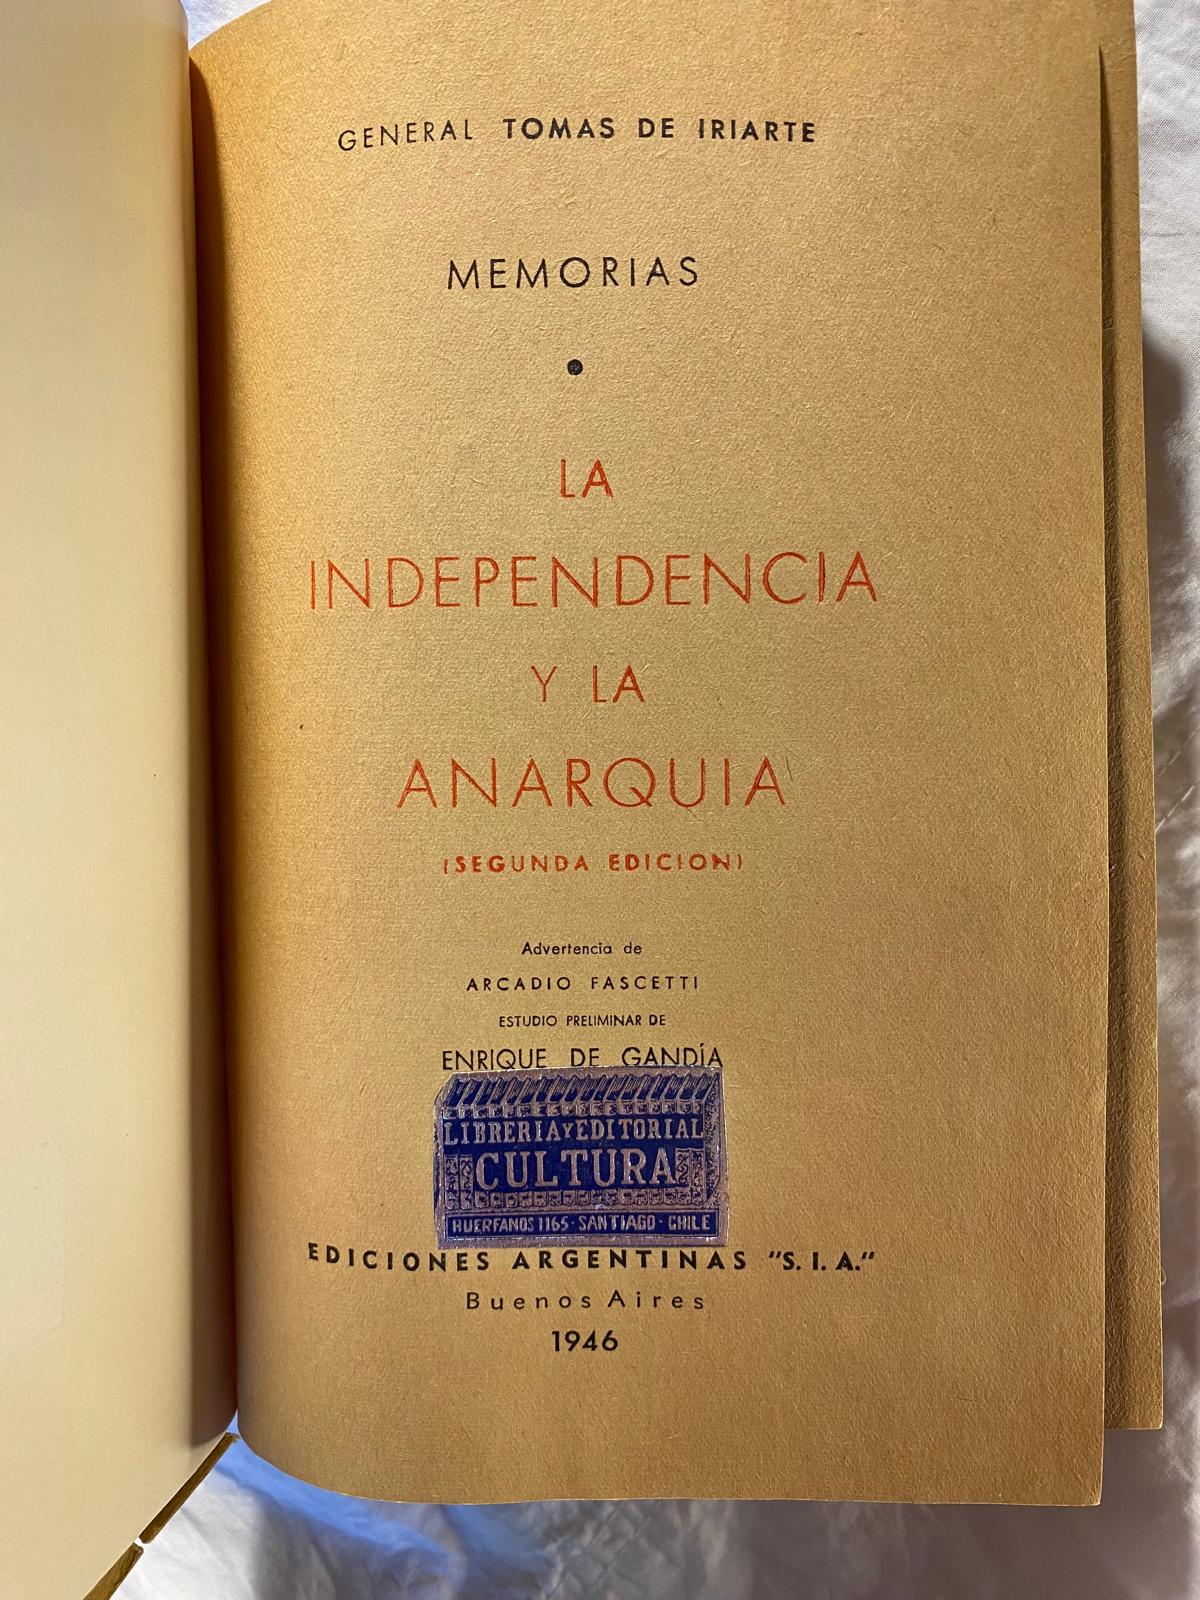 GENERAL TOMAS DE IRIARTE
MEMORIAS
LA
INDEPENDENCIA
Y LA
ANARQUIA
(SEGUNDA EDICION)
Advertencia de
ARCADIO FASCETTI
ESTUDIO PRELIMINAR DE
ENRIQUE DE GANDÍA
LIBRERIA Y EDITORIAL
CULTURA
HUERFANOS 1165 - SANTIAGO - CHILE
EDICIONES ARGENTINAS "S. I. A."
Buenos Aires
1946